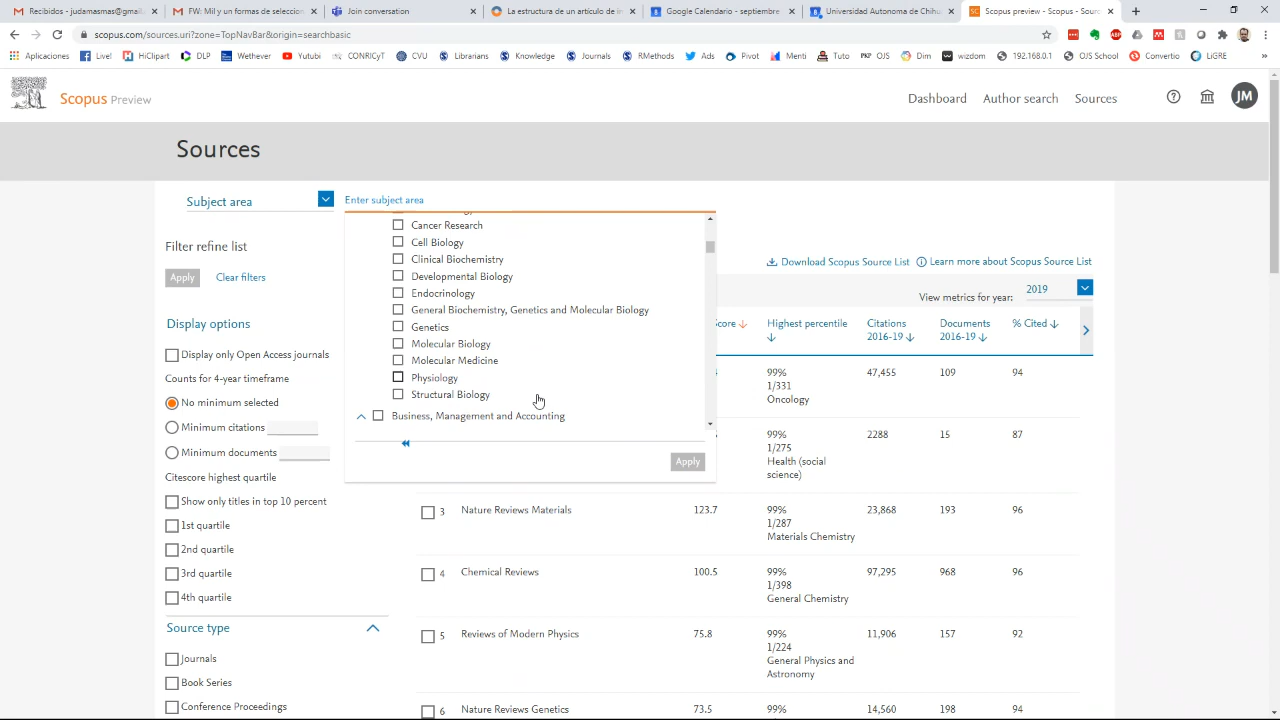 Recibidos - judamasmas@gmail
FW: Mil y un formas de seleccion
Join conversation
La estructura de un artículo de in
Google Calendario - septiembre
Universidad Autonoma de Chihu
Scopus preview - Scopus - Sourc
scopus.com/sources.uri?zone=TopNavBar&origin=searchbasic
Aplicaciones
Live!
HiClipart
DLP
Wether
Youtubi
CONRyCyT
CVU
Librarians
Knowledge
Journals
RMethods
Ads
Pivot
Menti
Tuto
PKP OJS
Dim
wizdom
192.168.0.1
OJS School
Convertio
LiGRE
»
Scopus Preview
Dashboard
Author search
Sources
JM
Sources
Subject area
Enter subject area
Filter refine list
Apply
Clear filters
Display options
Display only Open Access journals
Counts for 4-year timeframe
No minimum selected
Minimum citations
Minimum documents
Citescore highest quartile
Show only titles in top 10 percent
1st quartile
2nd quartile
3rd quartile
4th quartile
Source type
Journals
Book Series
Conference Proceedings
Cancer Research
Cell Biology
Clinical Biochemistry
Developmental Biology
Endocrinology
General Biochemistry, Genetics and Molecular Biology
Genetics
Molecular Biology
Molecular Medicine
Physiology
Structural Biology
Business, Management and Accounting
Apply
Download Scopus Source List
Learn more about Scopus Source List
View metrics for year:
2019
core
Highest percentile
Citations
2016-19
Documents
2016-19
% Cited
99%
1/331
Oncology
47,455
109
94
99%
1/275
Health (social
science)
2288
15
87
3 Nature Reviews Materials
123.7
99%
1/287
Materials Chemistry
23,868
193
96
4 Chemical Reviews
100.5
99%
1/398
General Chemistry
97,295
968
96
5 Reviews of Modern Physics
75.8
99%
1/224
General Physics and
Astronomy
11,906
157
92
6 Nature Reviews Genetics
73.5
99%
14,560
198
94